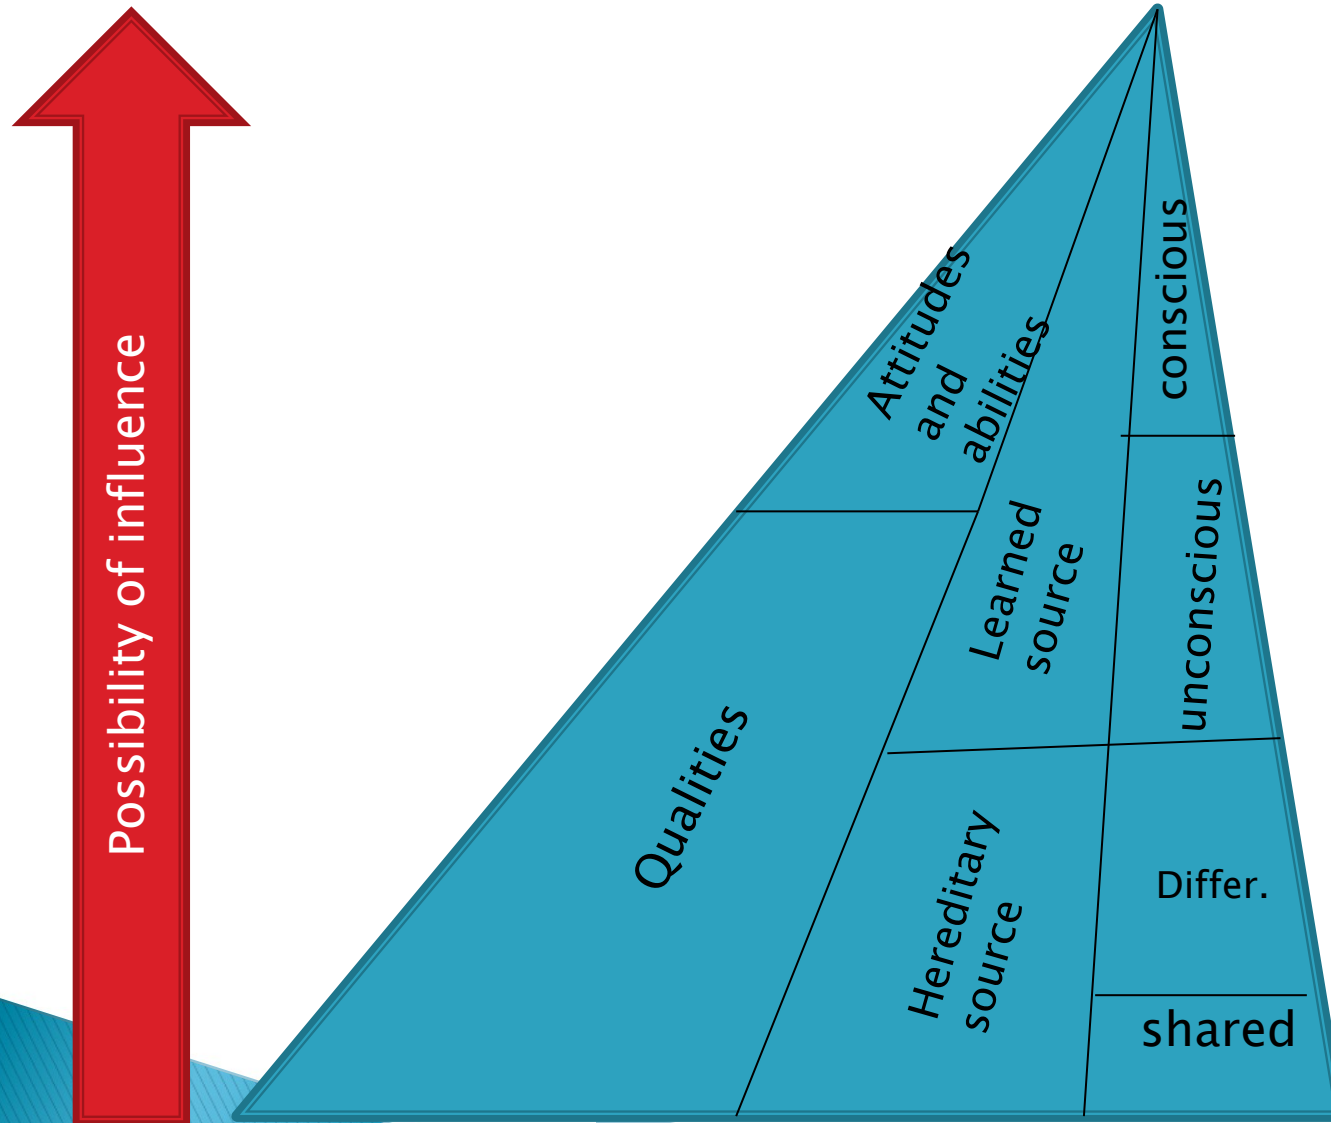 Possibility of influence
Attitudes
and
abilities
Qualities
Learned
source
Hereditary
source
conscious
unconscious
Differ.
shared